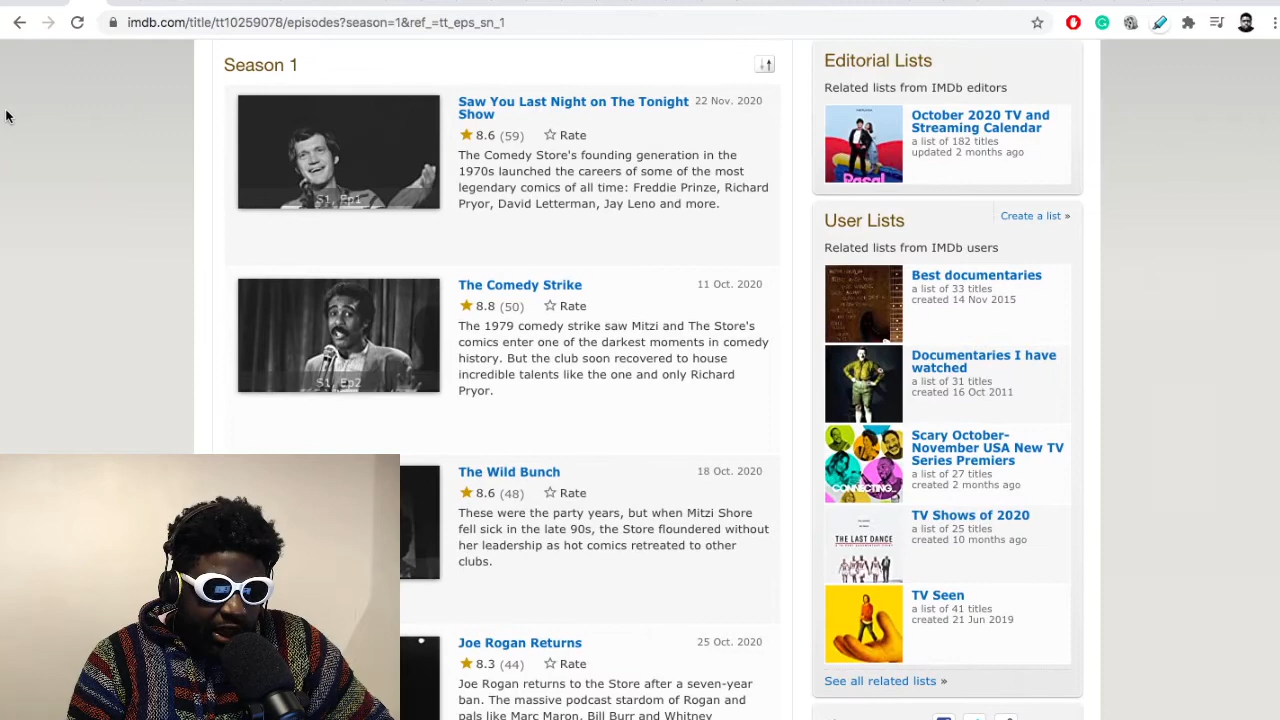 imdb.com/title/tt10259078/episodes?season=1&ref_=tt_eps_sn_1
Season 1
Saw You Last Night on The Tonight
Show
22 Nov. 2020
8.6 (59) Rate
The Comedy Store's founding generation in the
1970s launched the careers of some of the most
legendary comics of all time: Freddie Prinze, Richard
Pryor, David Letterman, Jay Leno and more.
S1, Ep1
The Comedy Strike
11 Oct. 2020
8.8 (50) Rate
The 1979 comedy strike saw Mitzi and The Store's
comics enter one of the darkest moments in comedy
history. But the club soon recovered to house
incredible talents like the one and only Richard
Pryor.
S1, Ep2
The Wild Bunch
18 Oct. 2020
8.6 (48) Rate
These were the party years, but when Mitzi Shore
fell sick in the late 90s, the Store floundered without
her leadership as hot comics retreated to other
clubs.
Joe Rogan Returns
25 Oct. 2020
8.3 (44) Rate
Joe Rogan returns to the Store after a seven-year
ban. The massive podcast stardom of Rogan and
pals like Marc Maron, Bill Burr and Whitney
Editorial Lists
Related lists from IMDb editors
October 2020 TV and
Streaming Calendar
a list of 182 titles
updated 2 months ago
User Lists
Create a list »
Related lists from IMDb users
Best documentaries
a list of 33 titles
created 14 Nov 2015
Documentaries I have
watched
a list of 31 titles
created 16 Oct 2011
Scary October-
November USA New TV
Series Premiers
a list of 27 titles
created 2 months ago
CONNECTING...
TV Shows of 2020
a list of 25 titles
created 10 months ago
THE LAST DANCE
TV Seen
a list of 41 titles
created 21 Jun 2019
See all related lists »